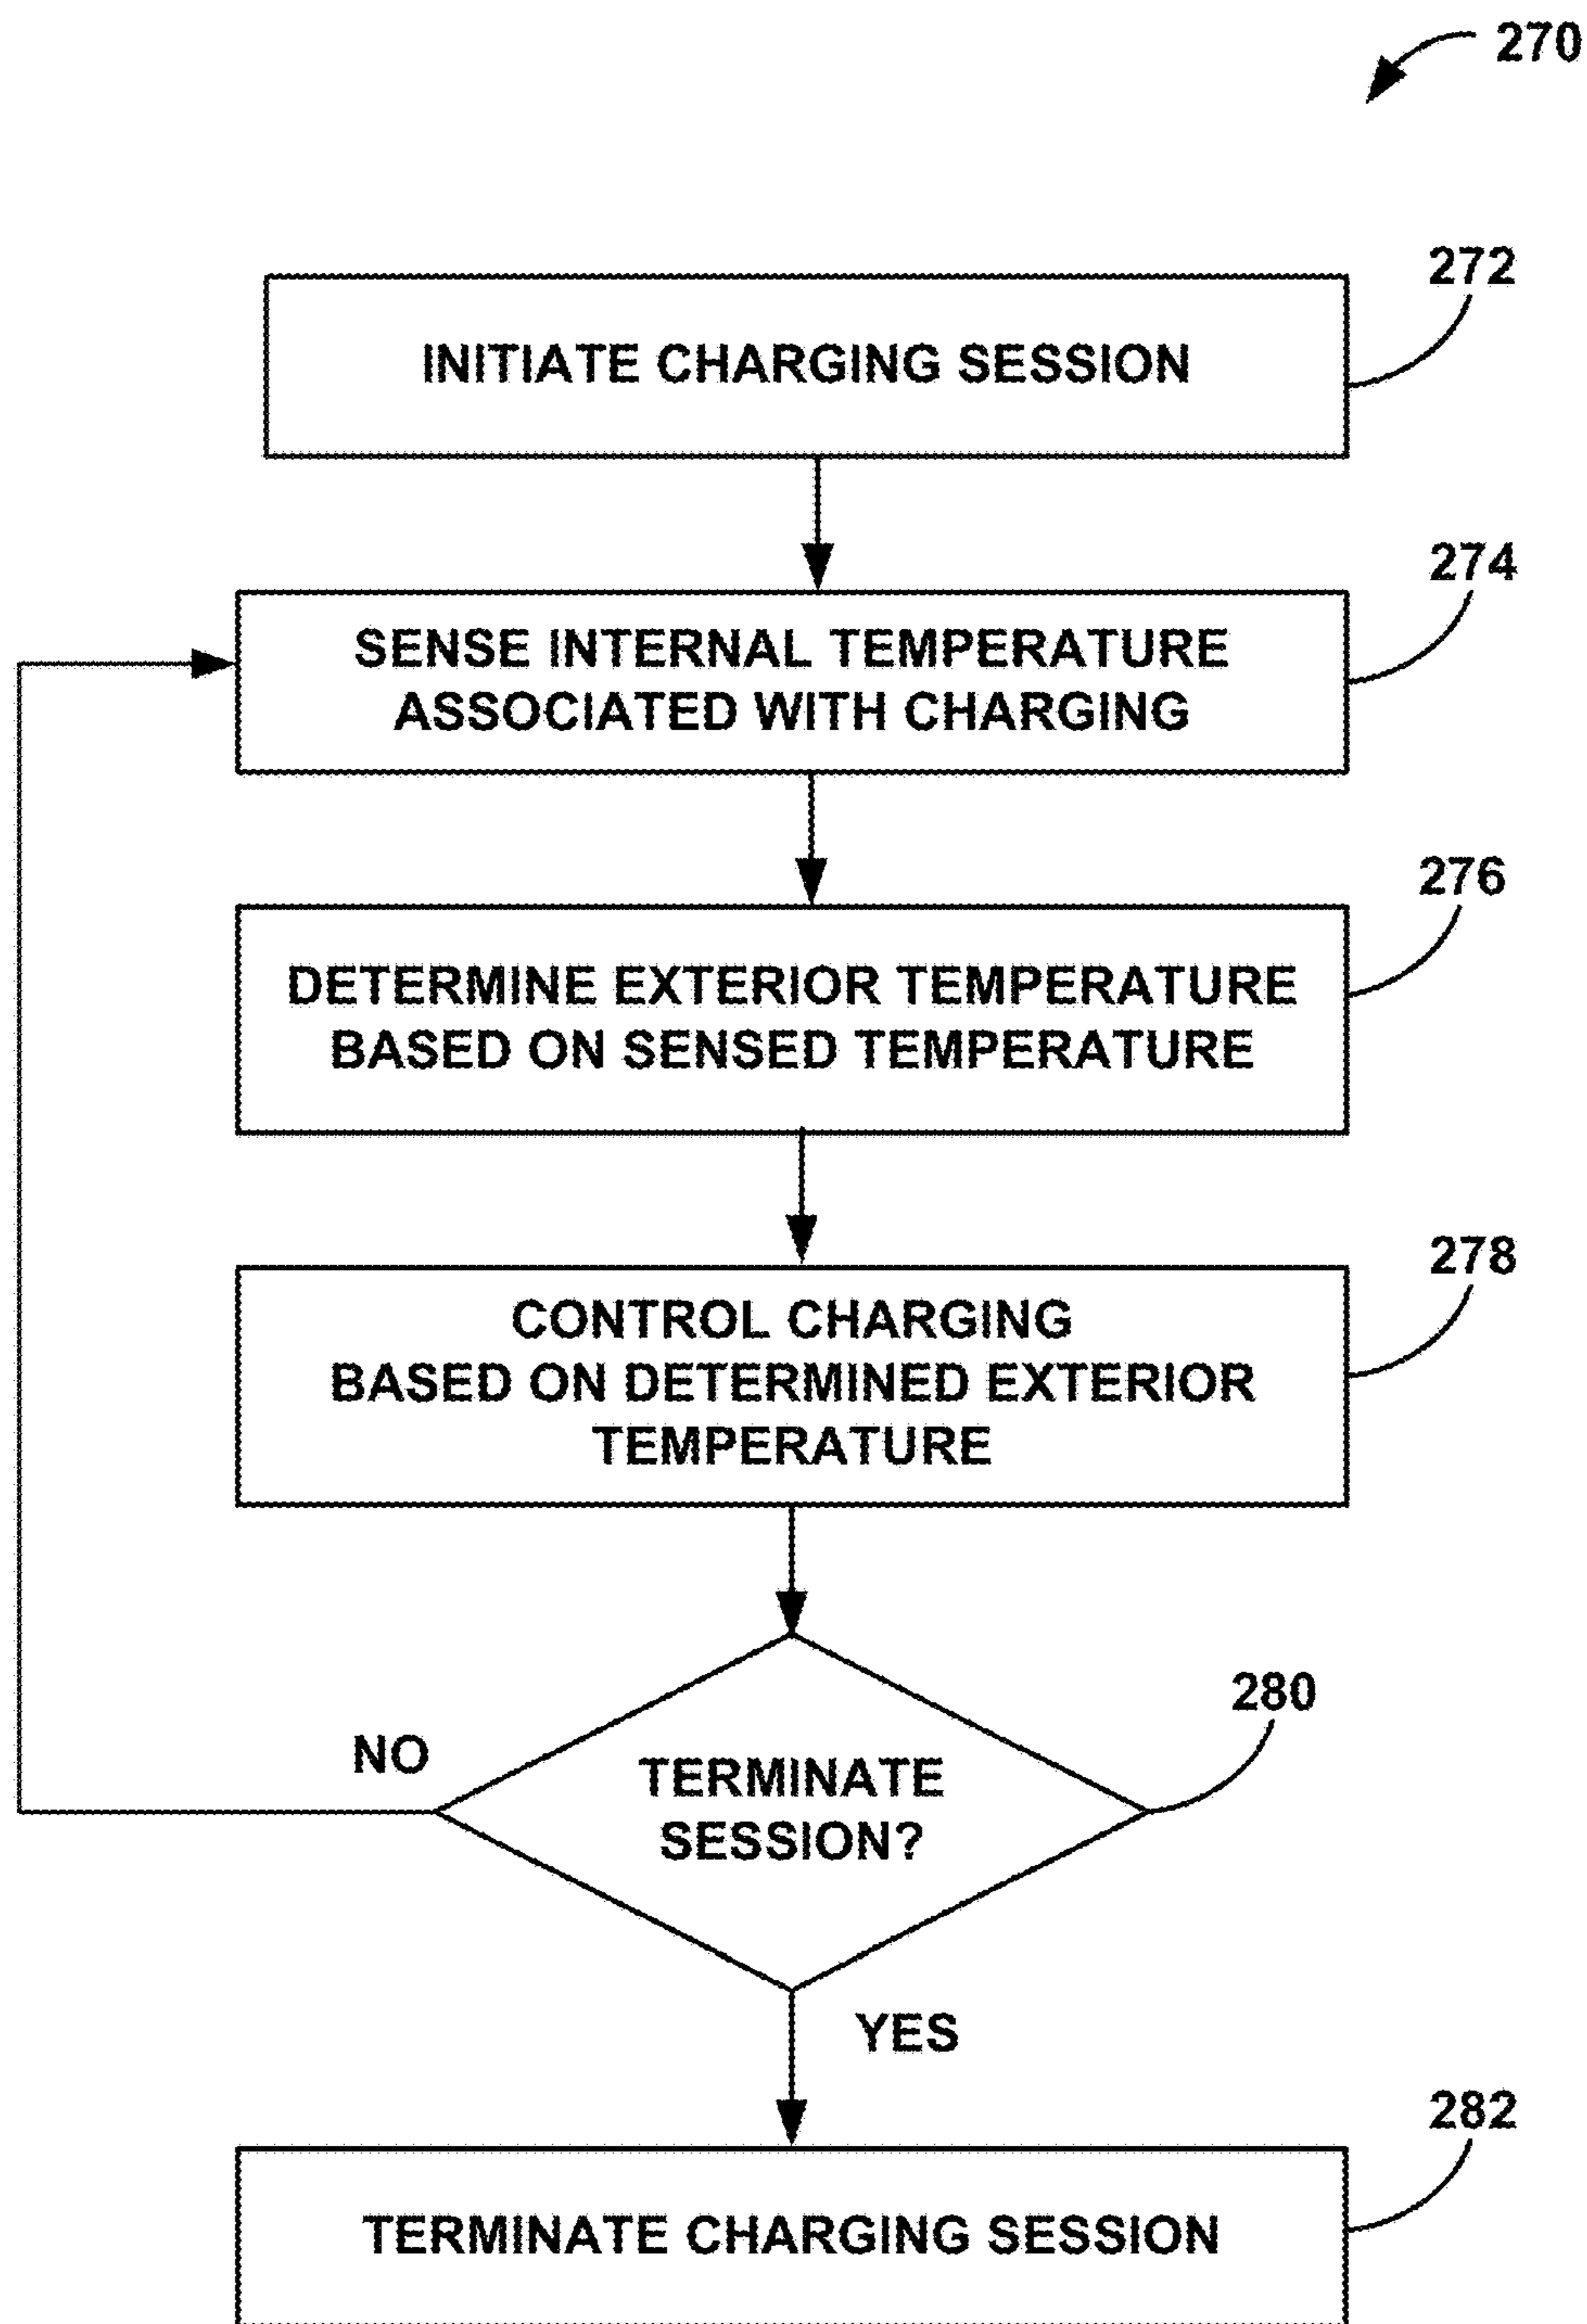 270
272
INITIATE CHARGING SESSION
274
SENSE INTERNAL TEMPERATURE
ASSOCIATED WITH CHARGING
276
DETERMINE EXTERIOR TEMPERATURE
BASED ON SENSED TEMPERATURE
278
CONTROL CHARGING
BASED ON DETERMINED EXTERIOR
TEMPERATURE
280
NO
TERMINATE
SESSION?
YES
282
TERMINATE CHARGING SESSION